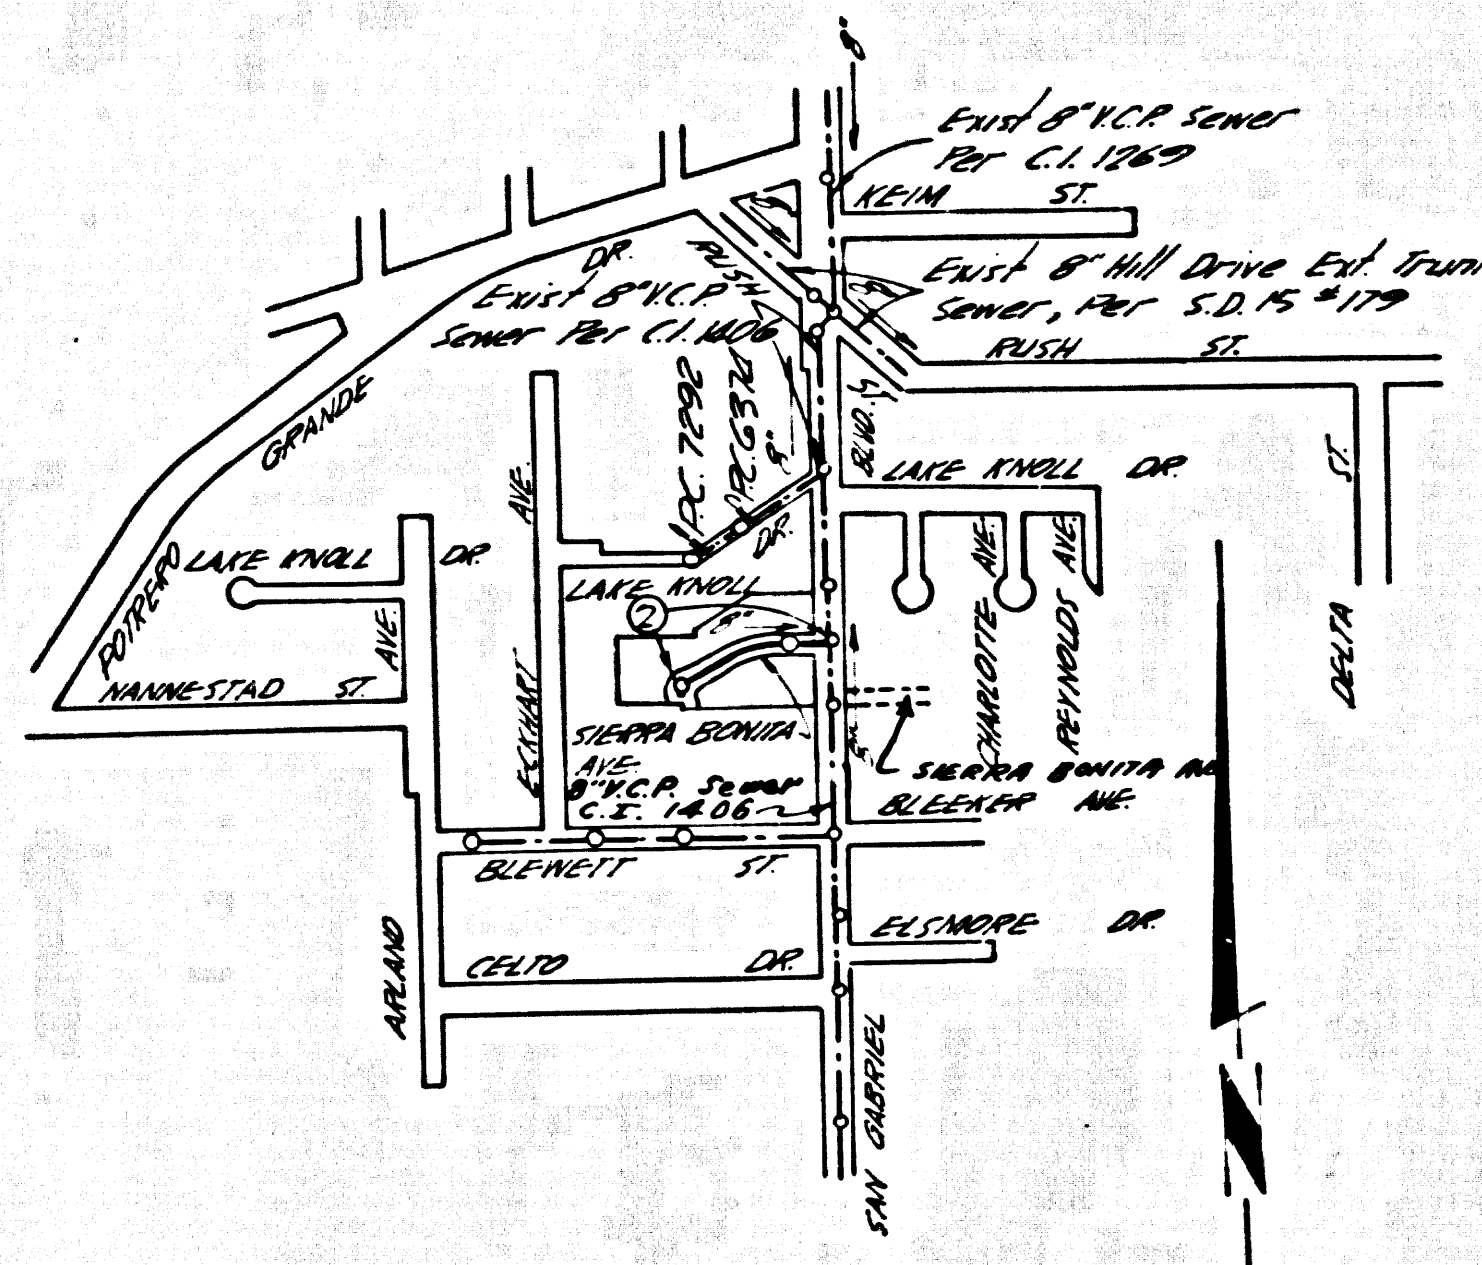 8"
Exist 8" V.C.P. Sewer
Per C.I. 1269
KEIM ST.
8"
DR.
RUSH
Exist 8" Hill Drive Ext. Trun
Sewer, Per S.D. 15 #179
8"
Exist 8" V.C.P.
Sewer Per C.I. 1406
RUSH ST.
P.C. 7292
P.C. 6374
8"
GRANDE
BLVD.
LAKE KNOLL DR.
ST.
AVE.
DR.
LAKE KNOLL DR.
POTRERO
LAKE KNOLL
2
8"
AVE.
AVE.
AVE.
CHARLOTTE
REYNOLDS
DELTA
NANNESTAD ST.
ECKHART
SIERRA BONITA
AVE.
8" V.C.P. Sewer
C.I. 1406
SIERRA BONITA AVE
BLEEKER AVE.
BLEWETT ST.
ELSMORE DR.
ARLAND
CELTO DR.
SAN GABRIEL
N